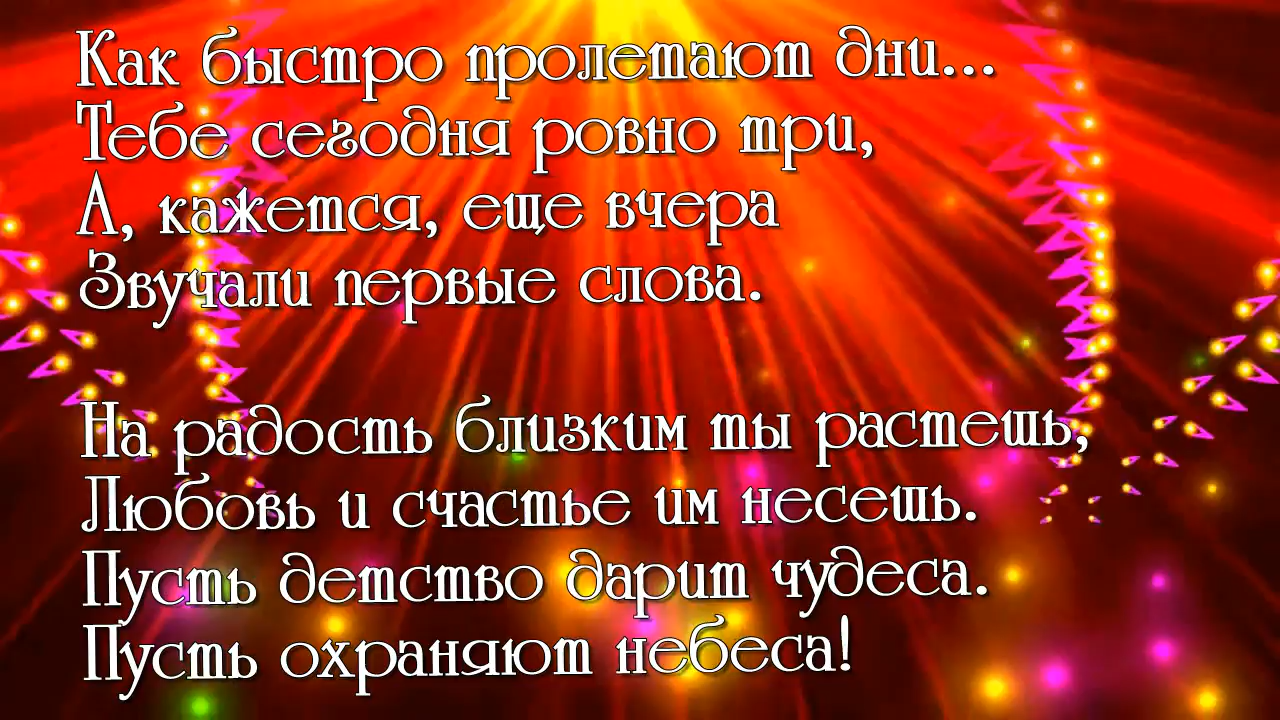 Как быстро пролетают дни...
Тебе сегодня ровно три,
А, кажется, еще вчера
Звучали первые слова.
На радость близким ты растешь,
Любовь и счастье им несешь.
Пусть детство дарит чудеса.
Пусть охраняют небеса!